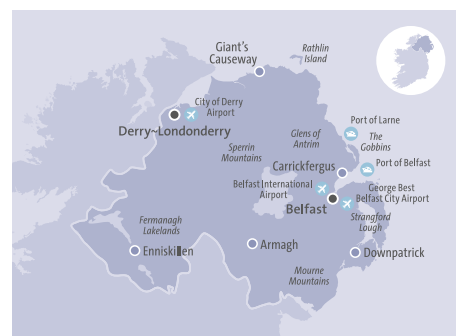 Giant's
Causeway
Rathlin
Island
City of Derry
Airport
Derry~Londonderry
Port of Larne
Glens of
Antrim
The
Gobbins
Sperrin
Mountains
Port of Belfast
Carrickfergus
Belfast International
Airport
George Best
Belfast City Airport
Belfast
Strangford
Lough
Fermanagh
Lakelands
Enniskillen
Armagh
Downpatrick
Mourne
Mountains